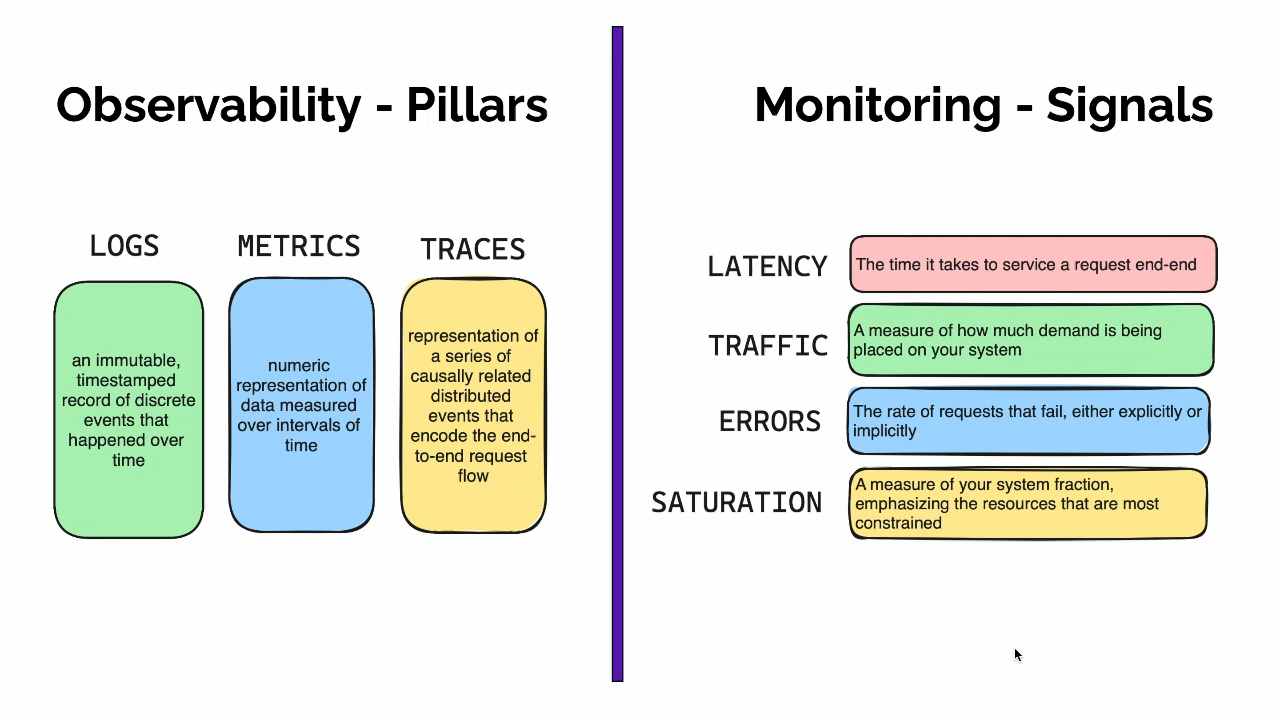 Observability - Pillars
LOGS
an immutable,
timestamped
record of discrete
events that
happened over
time
METRICS
numeric
representation of
data measured
over intervals of
time
TRACES
representation of
a series of
causally related
distributed
events that
encode the end-
to-end request
flow
Monitoring - Signals
LATENCY
The time it takes to service a request end-end
TRAFFIC
A measure of how much demand is being
placed on your system
ERRORS
The rate of requests that fail, either explicitly or
implicitly
SATURATION
A measure of your system fraction,
emphasizing the resources that are most
constrained